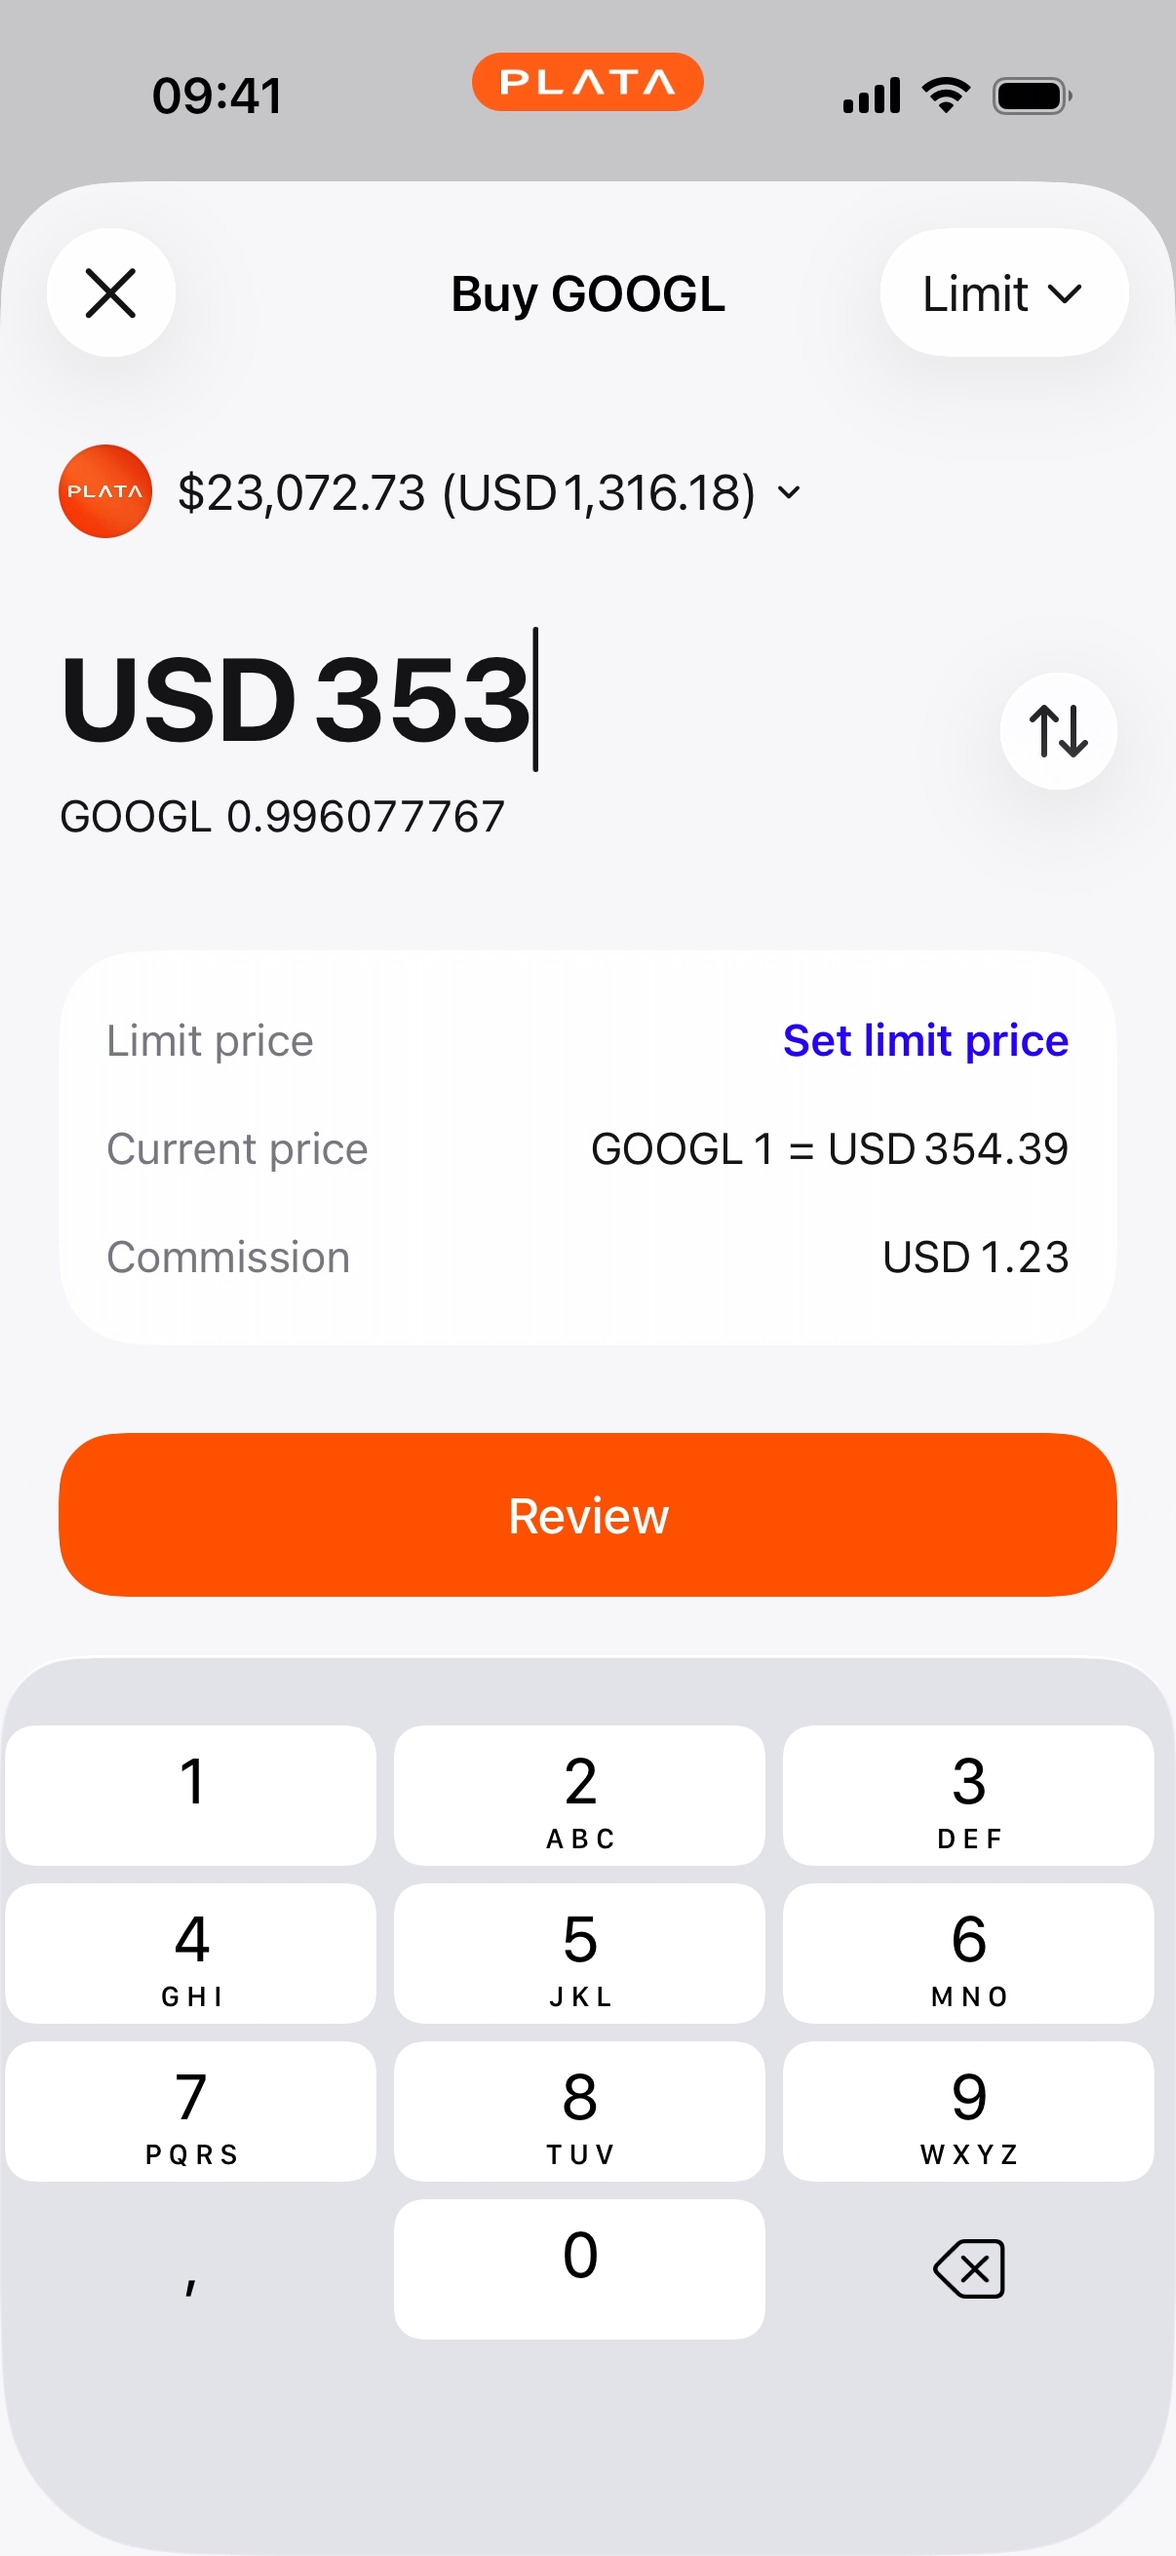 09:41
PLATA
Buy GOOGL
Limit
PLATA
$23,072.73 (USD 1,316.18)
USD 353
GOOGL 0.996077767
Limit price
Set limit price
Current price
GOOGL 1 = USD 354.39
Commission
USD 1.23
Review
1
2
ABC
3
DEF
4
GHI
5
JKL
6
MNO
7
PQRS
8
TUV
9
WXYZ
,
0